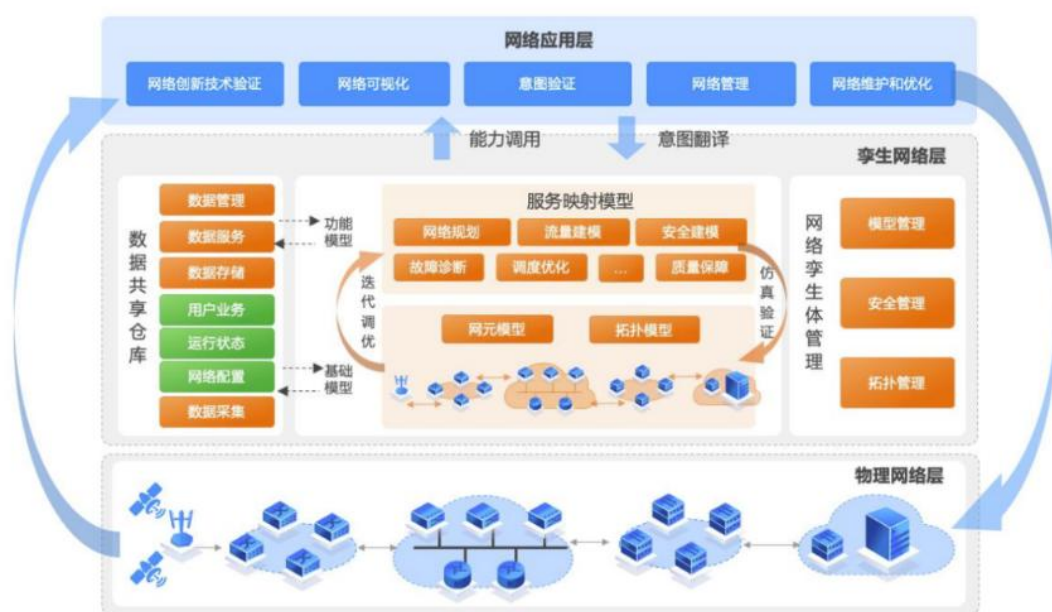 网络应用层
网络创新技术验证
网络可视化
意图验证
网络管理
网络维护和优化
能力调用
意图翻译
孪生网络层
数据共享仓库
数据管理
数据服务
数据存储
用户业务
运行状态
网络配置
数据采集
功能
模型
基础
模型
服务映射模型
网络规划
流量建模
安全建模
故障诊断
调度优化
...
质量保障
迭代调优
仿真验证
网元模型
拓扑模型
网络孪生体管理
模型管理
安全管理
拓扑管理
物理网络层